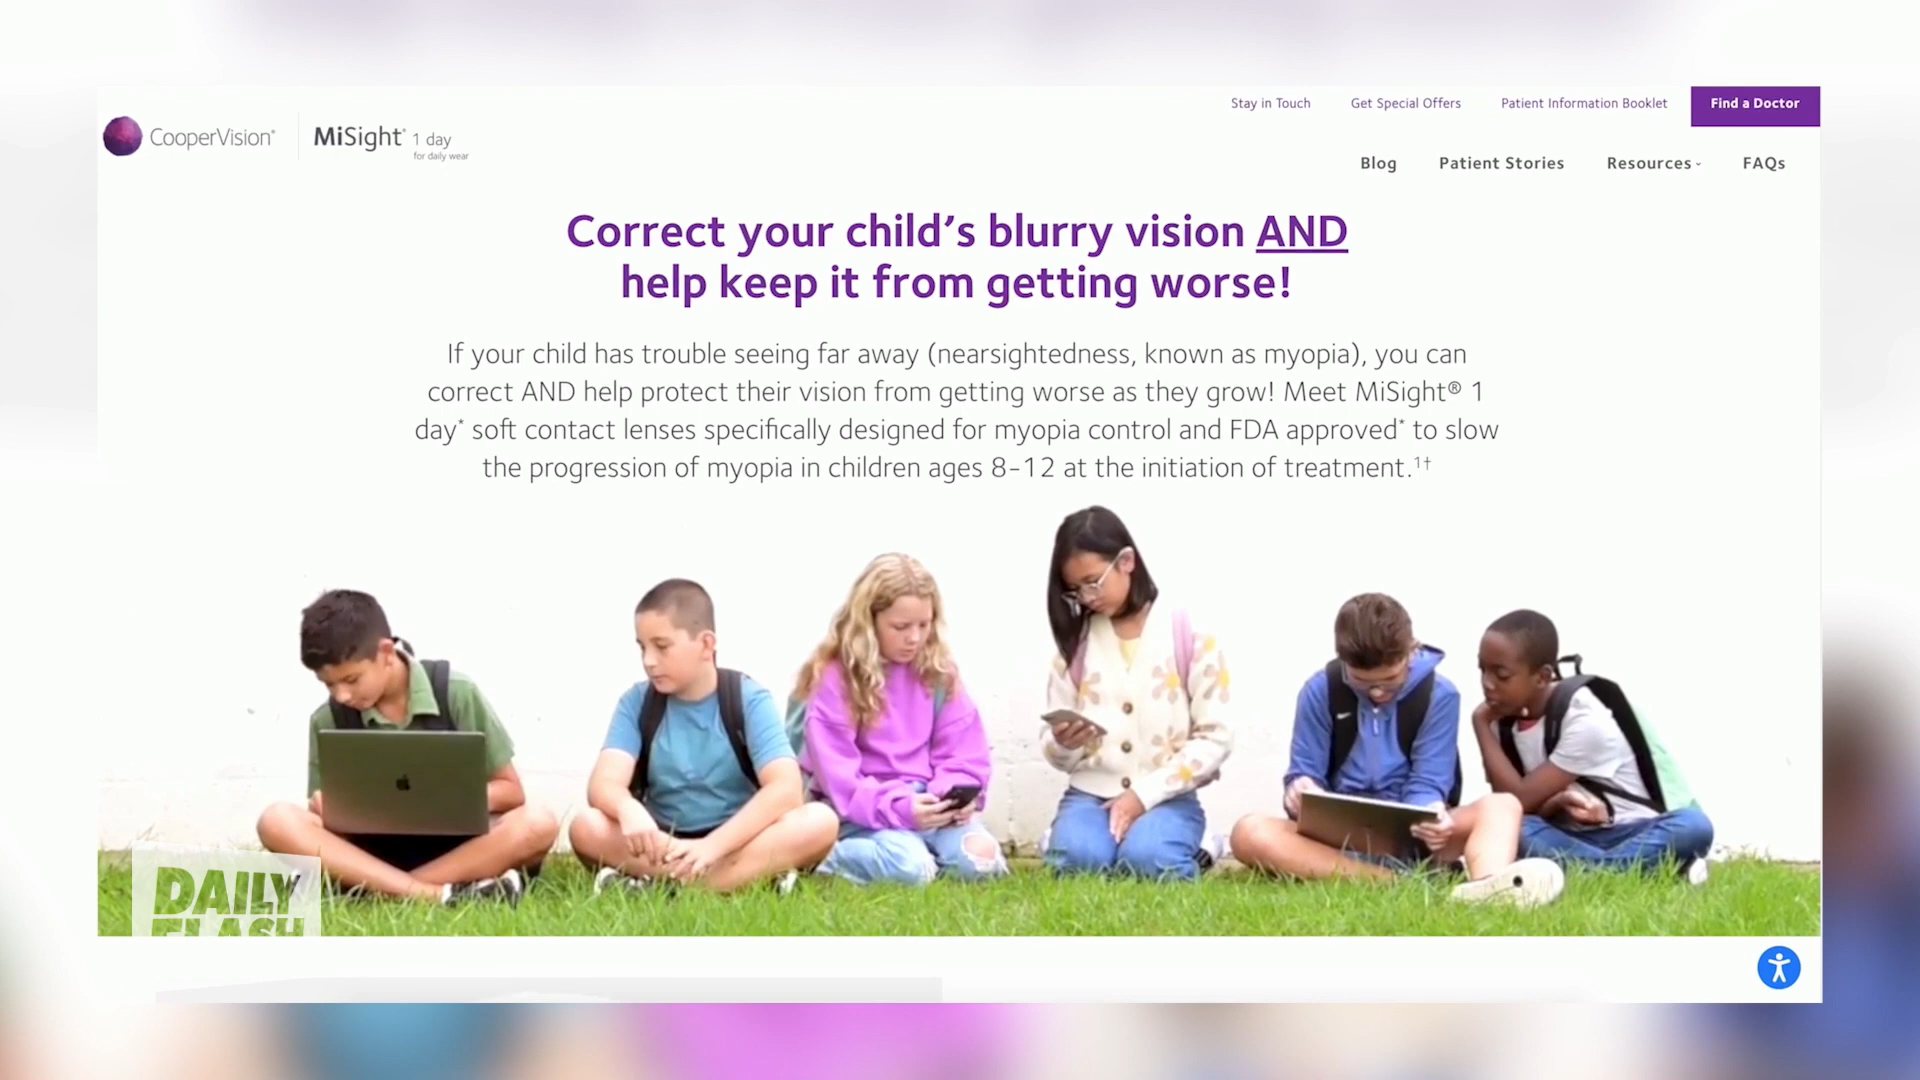 Stay in Touch Get Special Offers Patient Information Booklet Find a Doctor
CooperVision® MiSight® 1 day
for daily wear
Blog Patient Stories Resources FAQs
Correct your child's blurry vision AND
help keep it from getting worse!
If your child has trouble seeing far away (nearsightedness, known as myopia), you can
correct AND help protect their vision from getting worse as they grow! Meet MiSight® 1
day* soft contact lenses specifically designed for myopia control and FDA approved* to slow
the progression of myopia in children ages 8-12 at the initiation of treatment.¹†
DAILY
FLASH